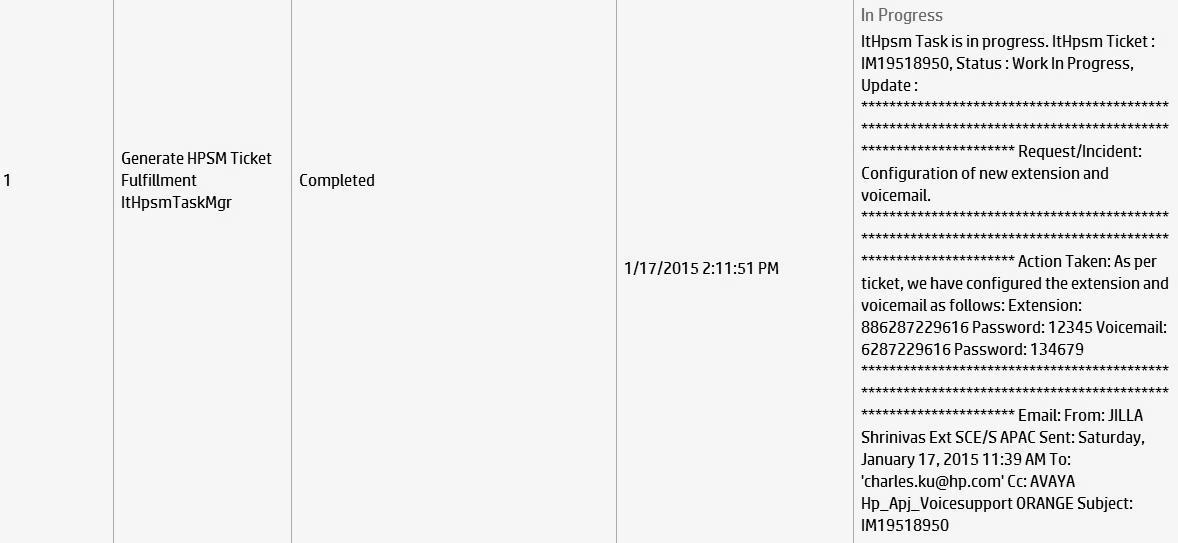 1
Generate HPSM Ticket
Fulfillment
ItHpsmTaskMgr
Completed
1/17/2015 2:11:51 PM
In Progress
ItHpsm Task is in progress. ItHpsm Ticket :
IM19518950, Status : Work In Progress,
Update :
********************************************
********************************************
********************** Request/Incident:
Configuration of new extension and
voicemail.
********************************************
********************************************
********************** Action Taken: As per
ticket, we have configured the extension and
voicemail as follows: Extension:
886287229616 Password: 12345 Voicemail:
6287229616 Password: 134679
********************************************
********************************************
********************** Email: From: JILLA
Shrinivas Ext SCE/S APAC Sent: Saturday,
January 17, 2015 11:39 AM To:
'charles.ku@hp.com' Cc: AVAYA
Hp_Apj_Voicesupport ORANGE Subject:
IM19518950